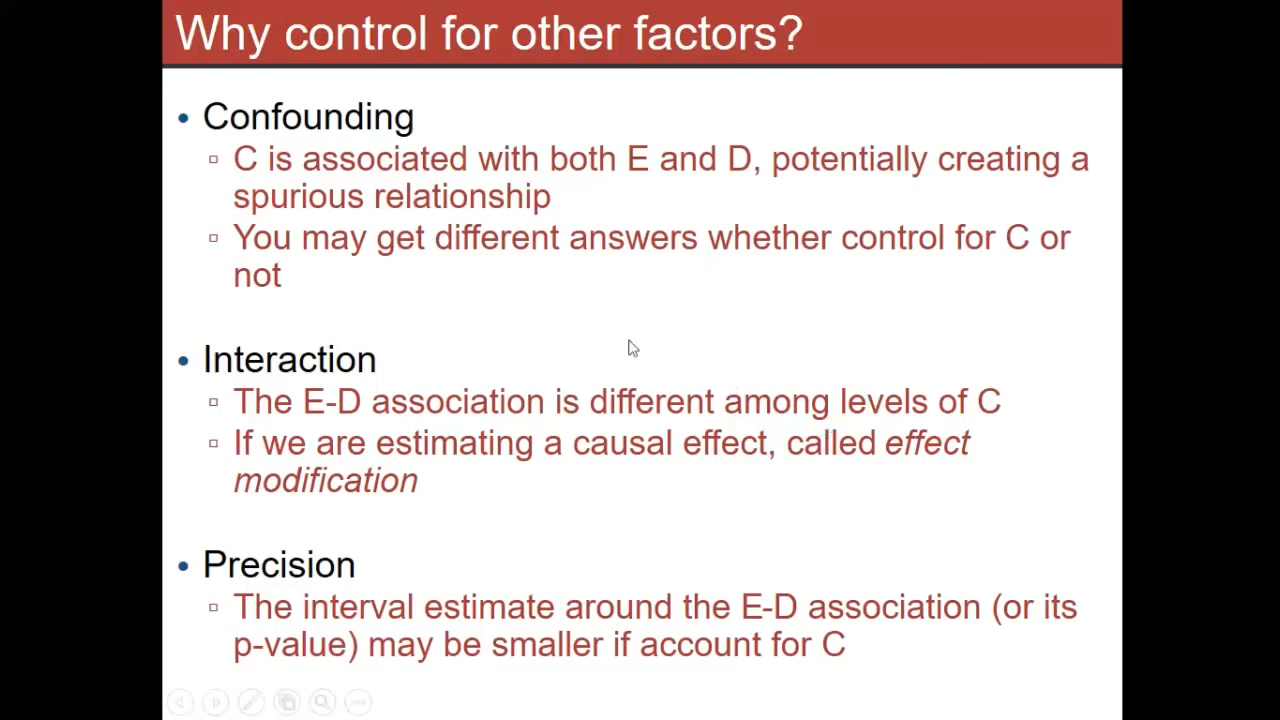 Why control for other factors?
• Confounding
▫ C is associated with both E and D, potentially creating a
spurious relationship
▫ You may get different answers whether control for C or
not
• Interaction
▫ The E-D association is different among levels of C
▫ If we are estimating a causal effect, called effect
modification
• Precision
▫ The interval estimate around the E-D association (or its
p-value) may be smaller if account for C